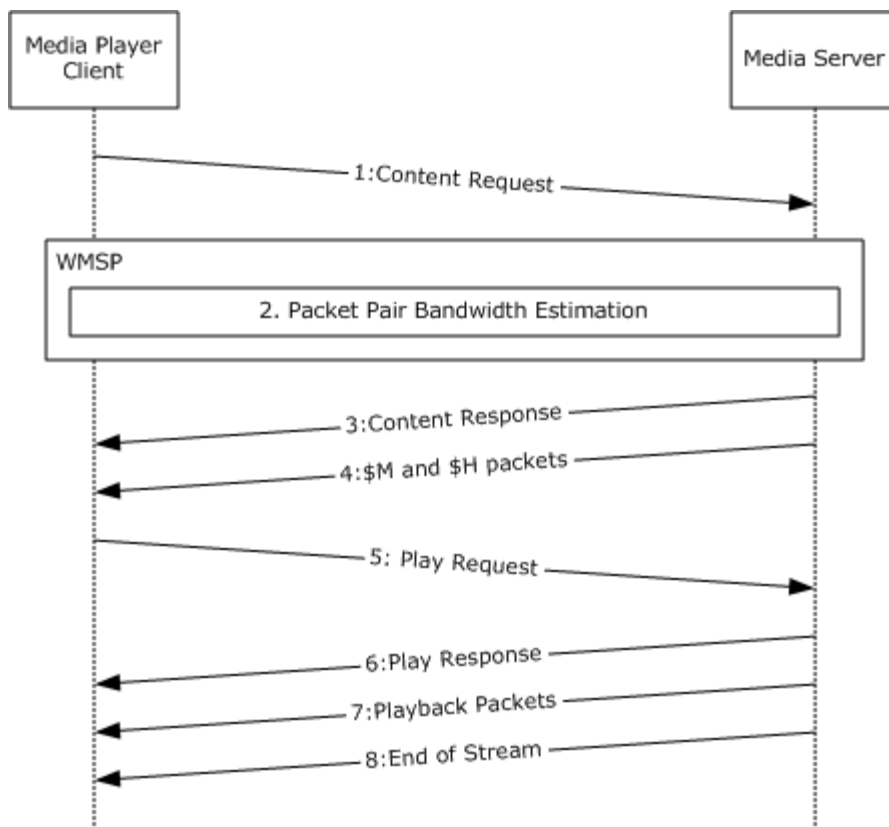 Media Player
Client
Media Server
1:Content Request
WMSP
2. Packet Pair Bandwidth Estimation
3:Content Response
4:$M and $H packets
5: Play Request
6:Play Response
7:Playback Packets
8:End of Stream